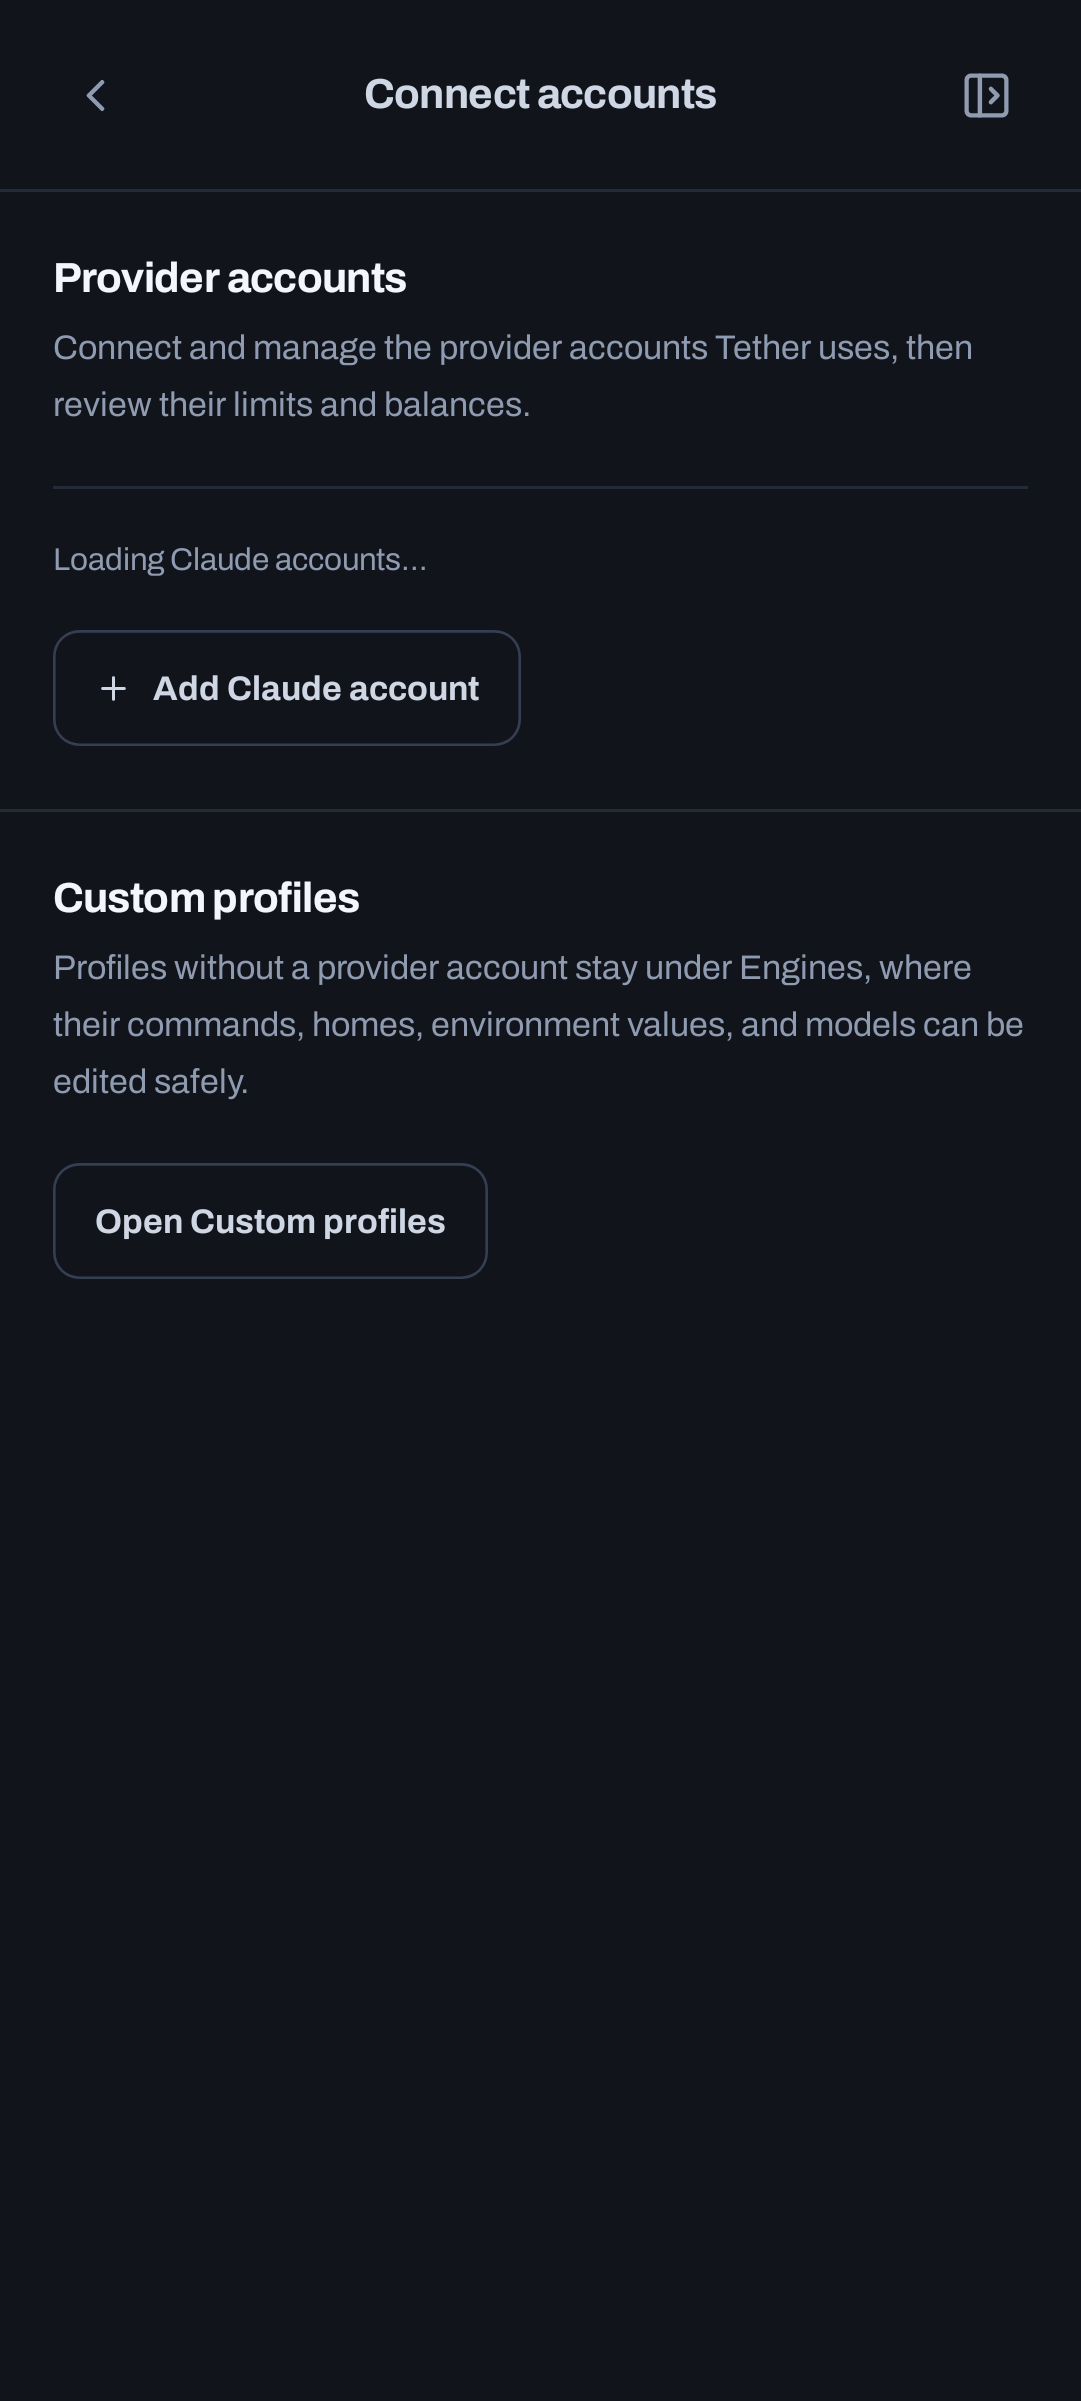 Connect accounts
Provider accounts
Connect and manage the provider accounts Tether uses, then
review their limits and balances.
Loading Claude accounts...
Add Claude account
Custom profiles
Profiles without a provider account stay under Engines, where
their commands, homes, environment values, and models can be
edited safely.
Open Custom profiles